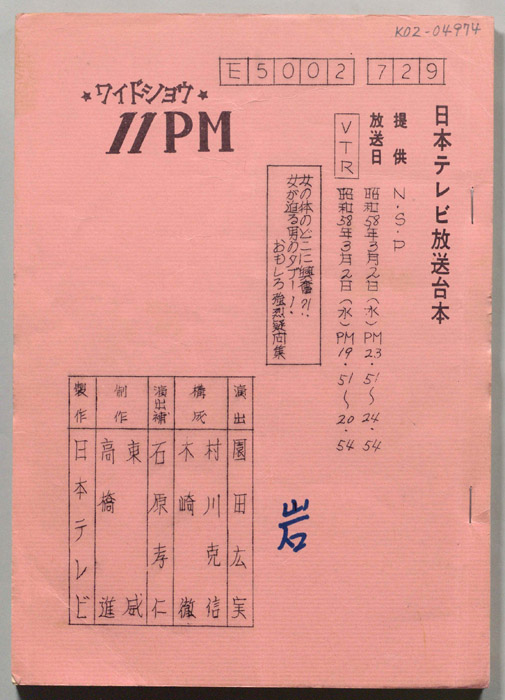 K02-04974
E5002 729
ワイドショウ
11PM
日本テレビ放送台本
提供 N・S・P
放送日 昭和58年3月2日(水)PM23・51〜24・54
VTR 昭和58年3月2日(水)PM19・51〜20・54
女の体のどこに興奮?!
女が迫る男のタブー!
おもしろ強烈疑問集
岩
演出 園田広実
構成 村川克信
木崎徹
演出補 石原孝仁
制作 東威
高橋進
製作 日本テレビ